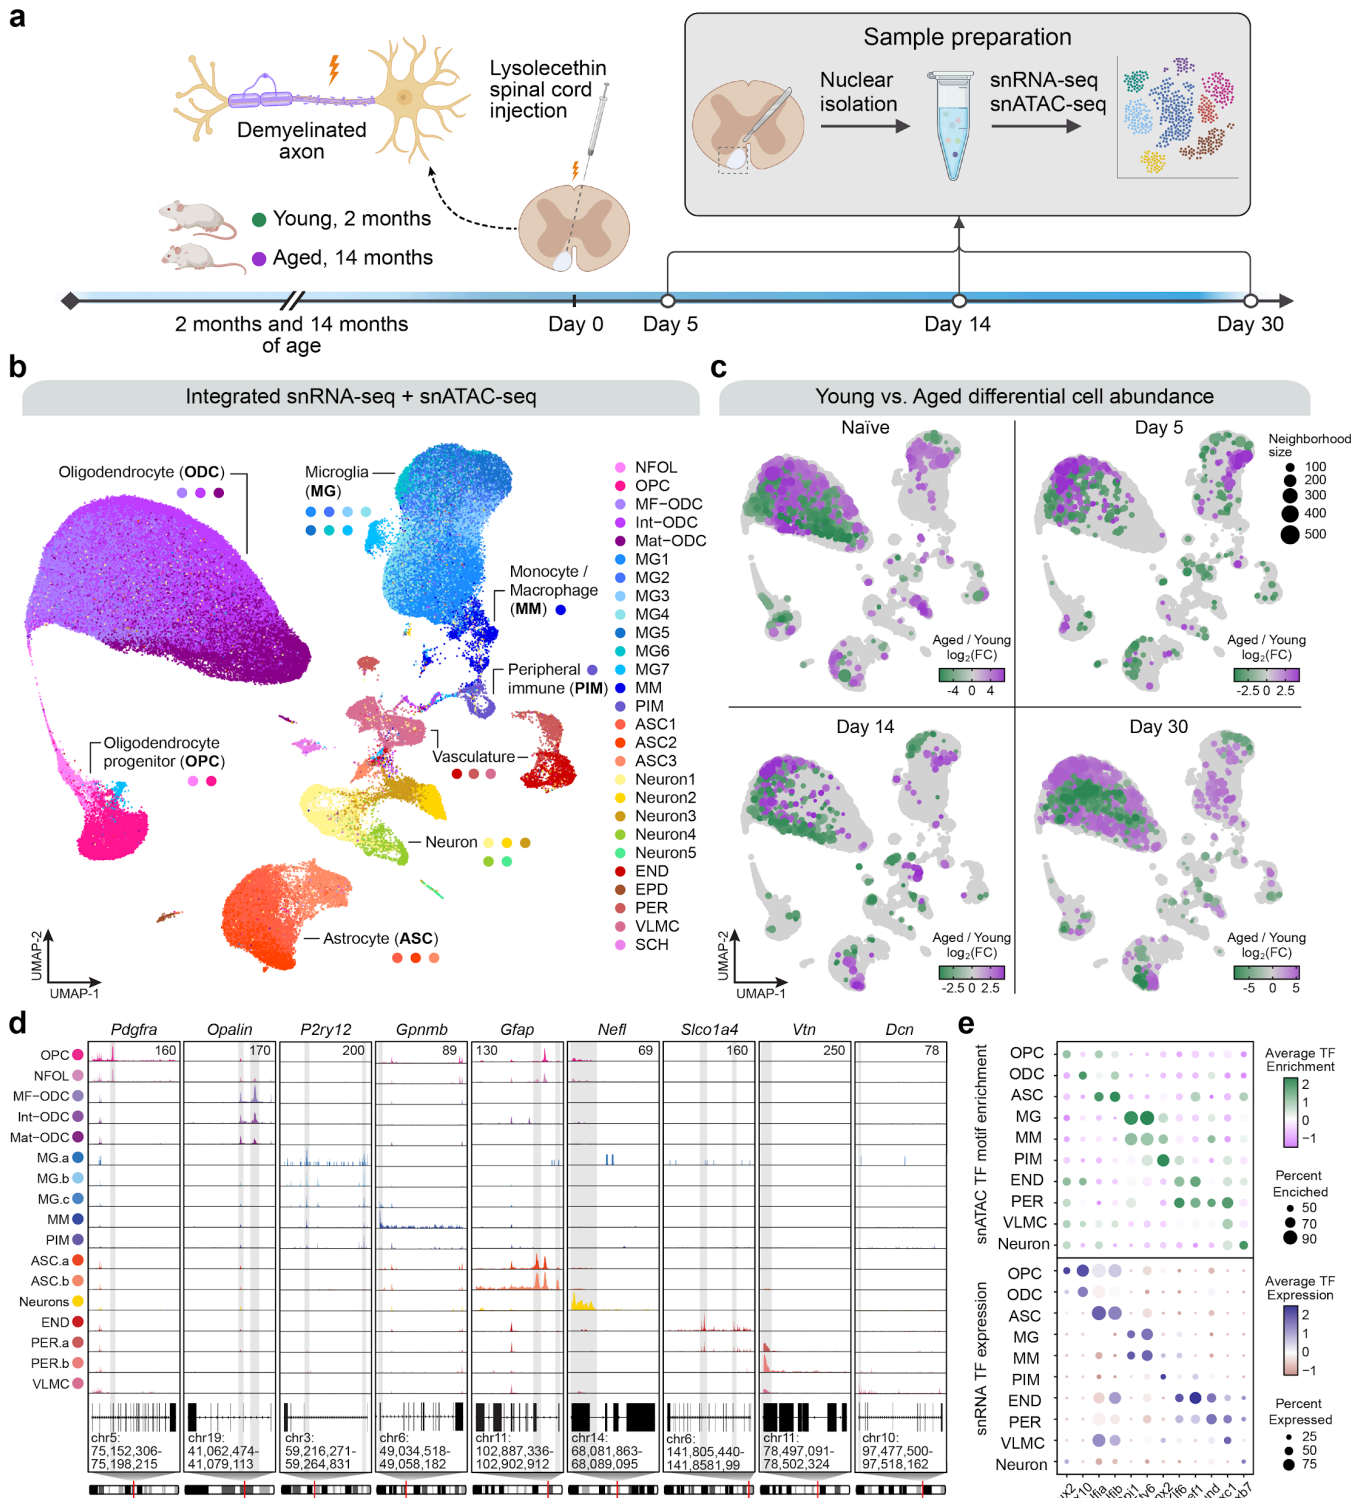 a
Sample preparation
Nuclear
isolation
snRNA-seq
snATAC-seq
Lysolecethin
spinal cord
injection
Demyelinated
axon
Young, 2 months
Aged, 14 months
2 months and 14 months
of age
Day 0
Day 5
Day 14
Day 30
b
Integrated snRNA-seq + snATAC-seq
Oligodendrocyte (ODC)
Microglia
(MG)
Monocyte /
Macrophage
(MM)
Peripheral
immune (PIM)
Oligodendrocyte
progenitor (OPC)
Vasculature
Neuron
Astrocyte (ASC)
UMAP-2
UMAP-1
NFOL
OPC
MF-ODC
Int-ODC
Mat-ODC
MG1
MG2
MG3
MG4
MG5
MG6
MG7
MM
PIM
ASC1
ASC2
ASC3
Neuron1
Neuron2
Neuron3
Neuron4
Neuron5
END
EPD
PER
VLMC
SCH
c
Young vs. Aged differential cell abundance
Naïve
Day 5
Neighborhood
size
100
200
300
400
500
Aged / Young
log2(FC)
-4 0 4
Aged / Young
log2(FC)
-2.5 0 2.5
Day 14
Day 30
Aged / Young
log2(FC)
-2.5 0 2.5
Aged / Young
log2(FC)
-5 0 5
UMAP-2
UMAP-1
d
Pdgfra
Opalin
P2ry12
Gpnmb
Gfap
Nefl
Slco1a4
Vtn
Dcn
160
170
200
89
130
69
160
250
78
OPC
NFOL
MF-ODC
Int-ODC
Mat-ODC
MG.a
MG.b
MG.c
MM
PIM
ASC.a
ASC.b
Neurons
END
PER.a
PER.b
VLMC
chr5:
75,152,306-
75,198,215
chr19:
41,062,474-
41,079,113
chr3:
59,216,271-
59,264,831
chr6:
49,034,518-
49,058,182
chr11:
102,887,336-
102,902,912
chr14:
68,081,863-
68,089,095
chr6:
141,805,440-
141,8581,99
chr11:
78,497,091-
78,502,324
chr10:
97,477,500-
97,518,162
e
snATAC TF motif enrichment
OPC
ODC
ASC
MG
MM
PIM
END
PER
VLMC
Neuron
Average TF
Enrichment
2
1
0
−1
Percent
Enciched
50
70
90
snRNA TF expression
OPC
ODC
ASC
MG
MM
PIM
END
PER
VLMC
Neuron
Average TF
Expression
2
1
0
−1
Percent
Expressed
25
50
75